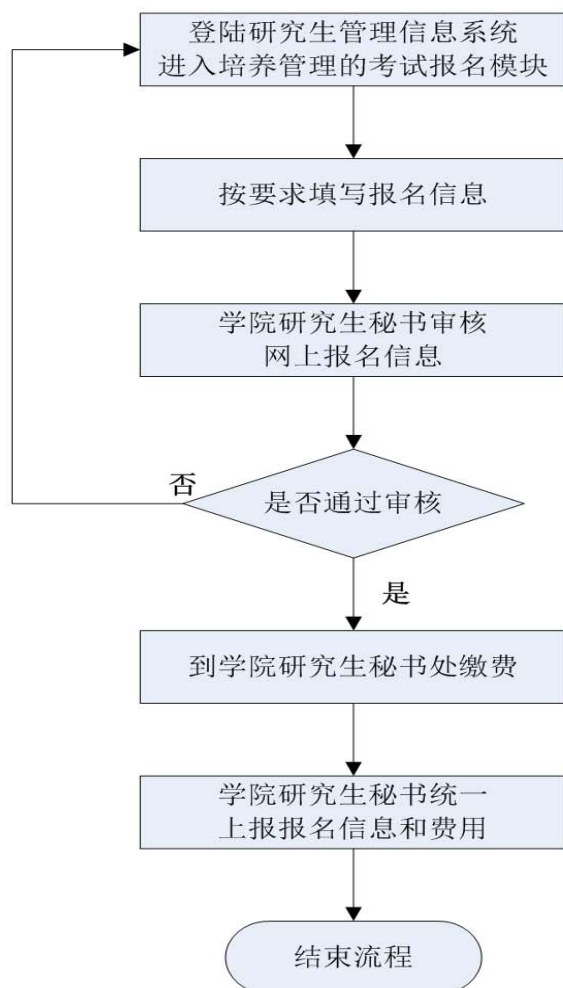 登陆研究生管理信息系统
进入培养管理的考试报名模块
按要求填写报名信息
学院研究生秘书审核
网上报名信息
否
是否通过审核
是
到学院研究生秘书处缴费
学院研究生秘书统一
上报报名信息和费用
结束流程